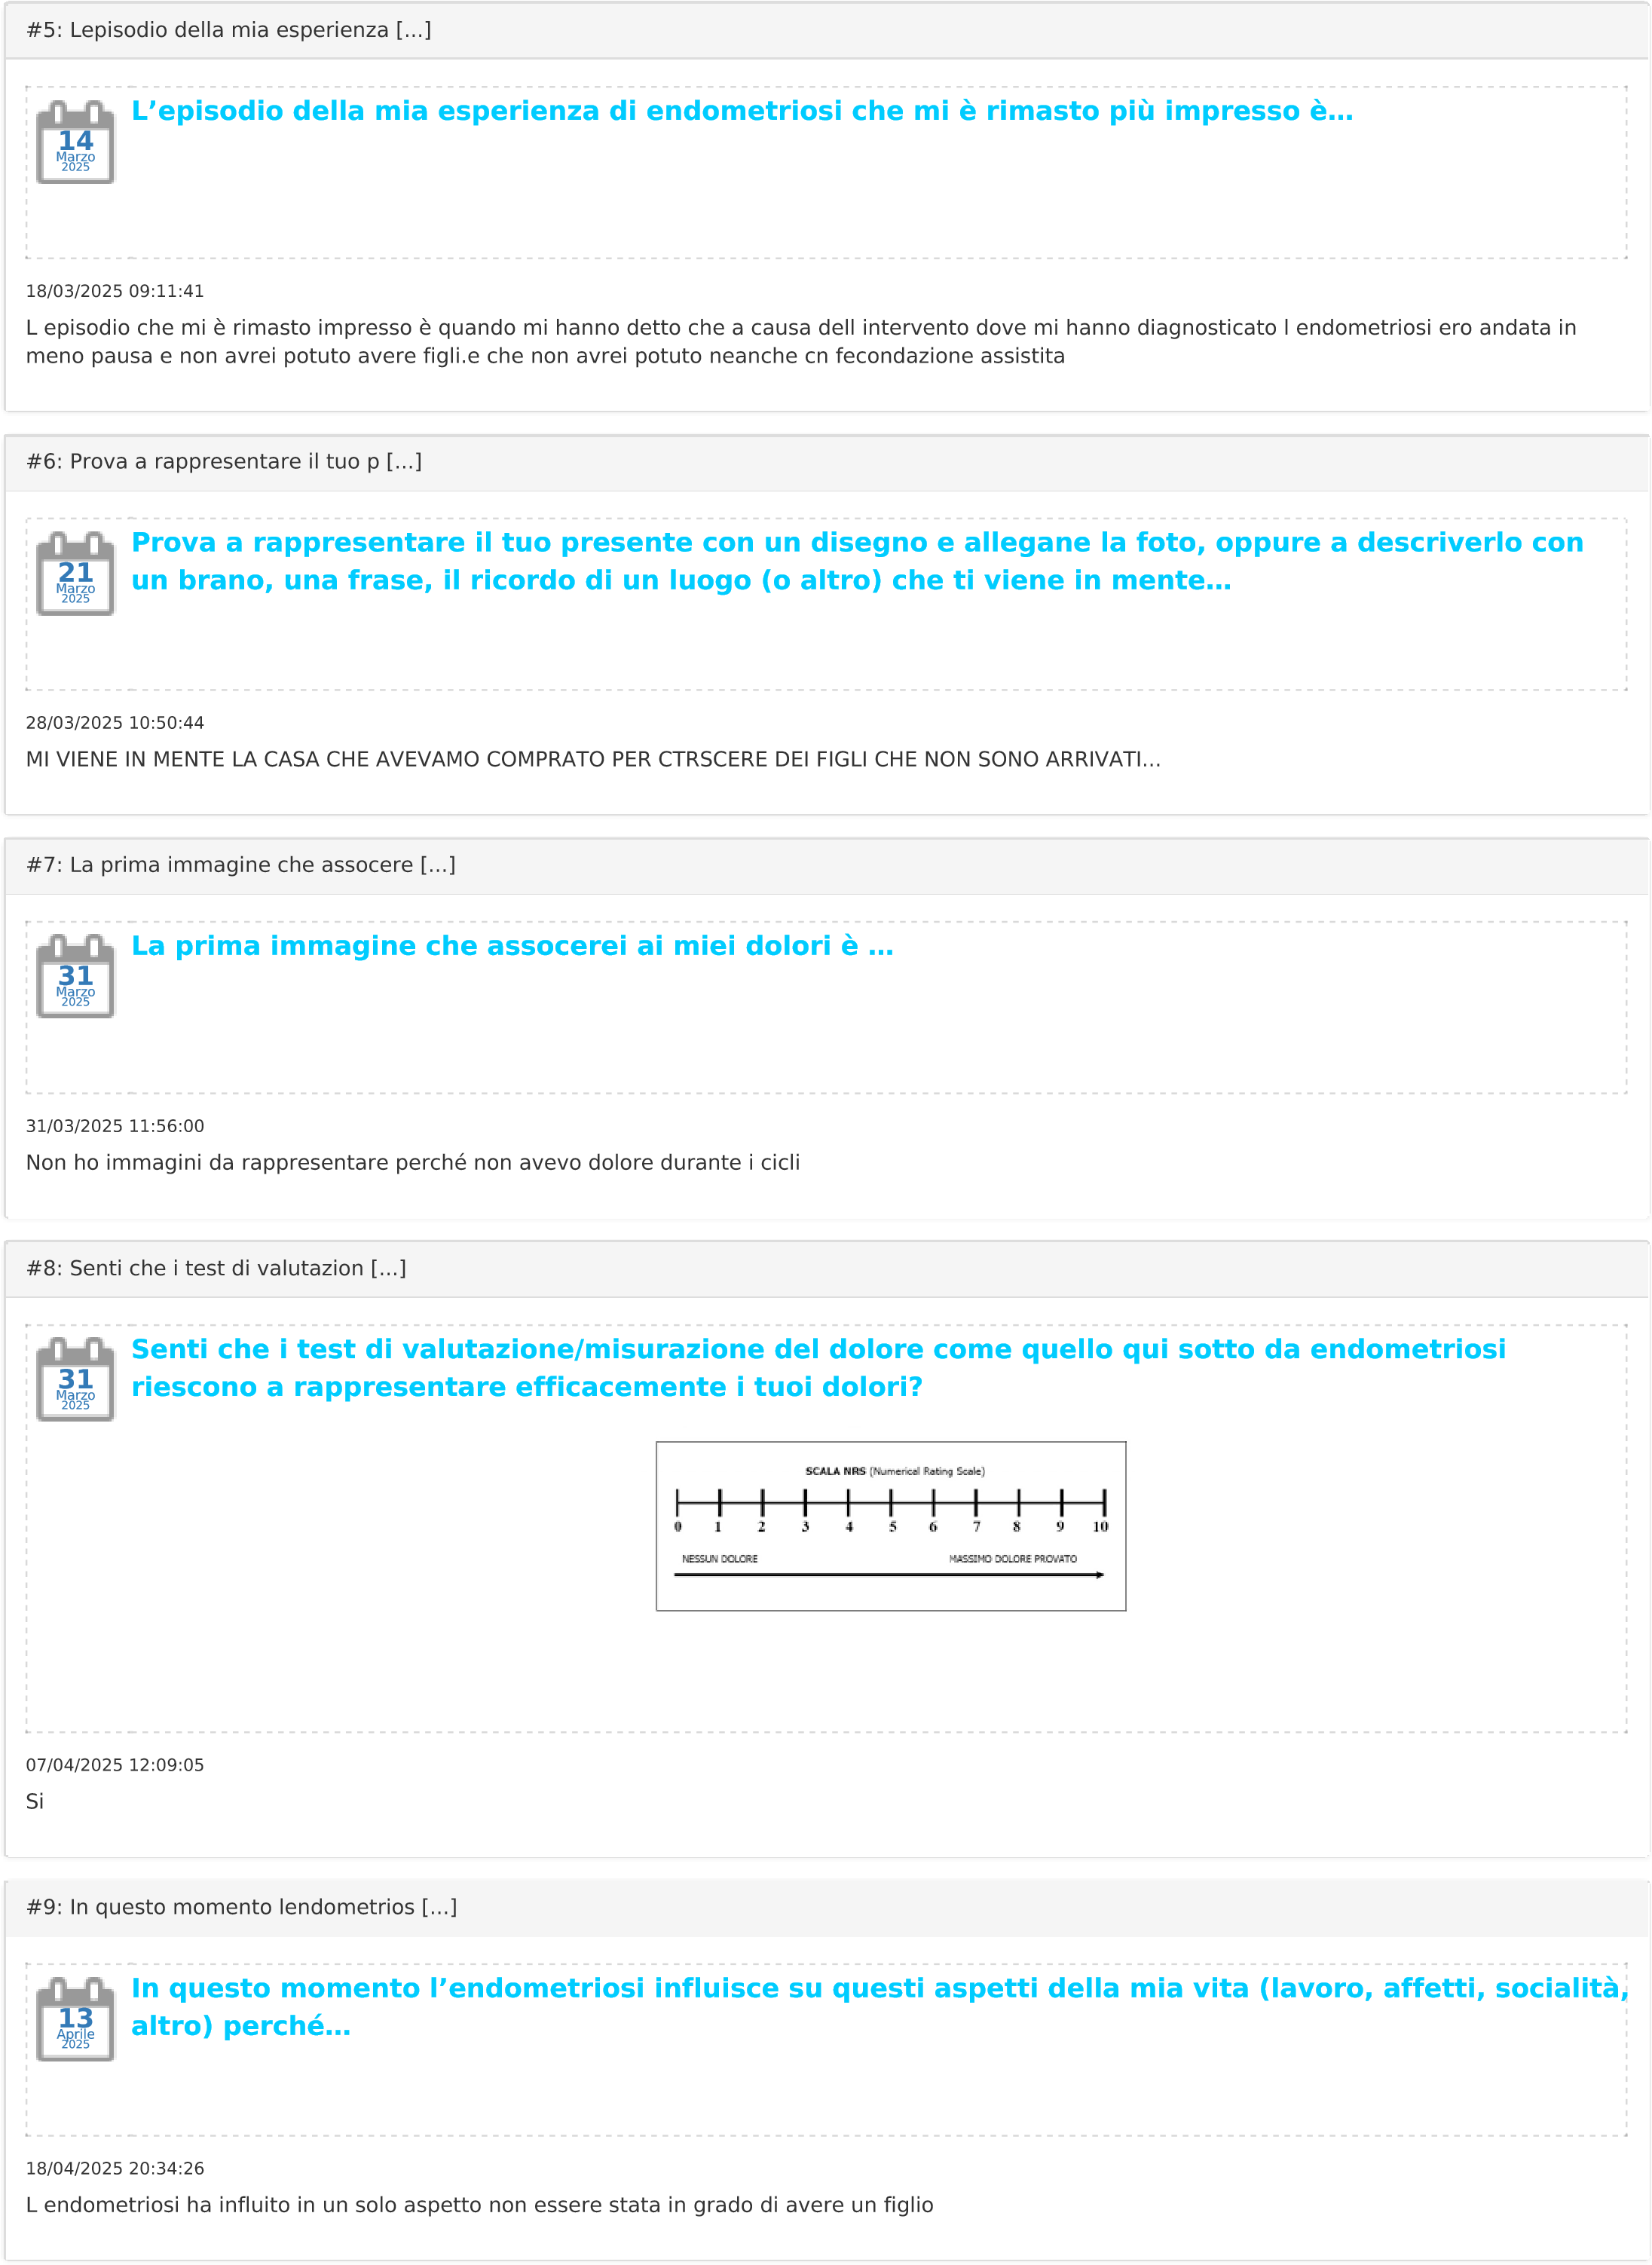 #5: Lepisodio della mia esperienza [...]
14
Marzo
2025
L’episodio della mia esperienza di endometriosi che mi è rimasto più impresso è…
18/03/2025 09:11:41
L episodio che mi è rimasto impresso è quando mi hanno detto che a causa dell intervento dove mi hanno diagnosticato l endometriosi ero andata in
meno pausa e non avrei potuto avere figli.e che non avrei potuto neanche cn fecondazione assistita
#6: Prova a rappresentare il tuo p [...]
21
Marzo
2025
Prova a rappresentare il tuo presente con un disegno e allegane la foto, oppure a descriverlo con
un brano, una frase, il ricordo di un luogo (o altro) che ti viene in mente…
28/03/2025 10:50:44
MI VIENE IN MENTE LA CASA CHE AVEVAMO COMPRATO PER CTRSCERE DEI FIGLI CHE NON SONO ARRIVATI...
#7: La prima immagine che assocere [...]
31
Marzo
2025
La prima immagine che assocerei ai miei dolori è …
31/03/2025 11:56:00
Non ho immagini da rappresentare perché non avevo dolore durante i cicli
#8: Senti che i test di valutazion [...]
31
Marzo
2025
Senti che i test di valutazione/misurazione del dolore come quello qui sotto da endometriosi
riescono a rappresentare efficacemente i tuoi dolori?
SCALA NRS (Numerical Rating Scale)
0 1 2 3 4 5 6 7 8 9 10
NESSUN DOLORE MASSIMO DOLORE PROVATO
07/04/2025 12:09:05
Si
#9: In questo momento lendometrios [...]
13
Aprile
2025
In questo momento l’endometriosi influisce su questi aspetti della mia vita (lavoro, affetti, socialità,
altro) perché…
18/04/2025 20:34:26
L endometriosi ha influito in un solo aspetto non essere stata in grado di avere un figlio